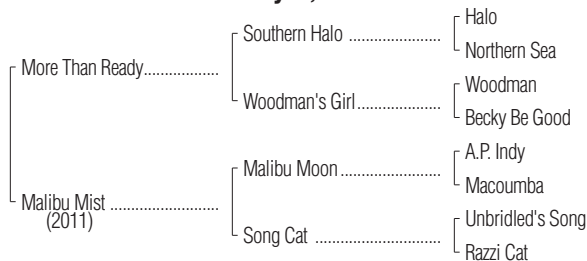 Halo
Southern Halo ....................
Northern Sea
More Than Ready..................
Woodman
Woodman's Girl..................
Becky Be Good
A.P. Indy
Malibu Moon ......................
Macoumba
Malibu Mist ........................
(2011)
Unbridled's Song
Song Cat ...........................
Razzi Cat